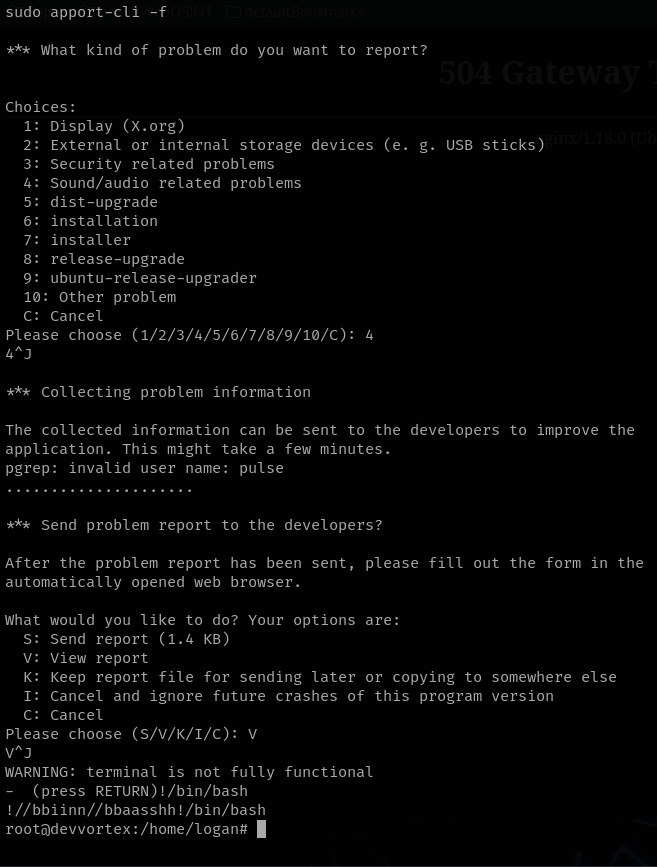 OSINT defaultBookmarks
sudo apport-cli -f
*** What kind of problem do you want to report?
504 Gateway T
Choices:
1: Display (X.org)
nginx/1.18.0 (Ub
2: External or internal storage devices (e. g. USB sticks)
3: Security related problems
4: Sound/audio related problems
5: dist-upgrade
6: installation
7: installer
8: release-upgrade
9: ubuntu-release-upgrader
10: Other problem
C: Cancel
Please choose (1/2/3/4/5/6/7/8/9/10/C): 4
4^J
*** Collecting problem information
The collected information can be sent to the developers to improve the
application. This might take a few minutes.
pgrep: invalid user name: pulse
.....................
*** Send problem report to the developers?
After the problem report has been sent, please fill out the form in the
automatically opened web browser.
What would you like to do? Your options are:
S: Send report (1.4 KB)
V: View report
K: Keep report file for sending later or copying to somewhere else
I: Cancel and ignore future crashes of this program version
C: Cancel
Please choose (S/V/K/I/C): V
V^J
WARNING: terminal is not fully functional
-  (press RETURN)!/bin/bash
!//bbiinn//bbaasshh!/bin/bash
root@devvortex:/home/logan#